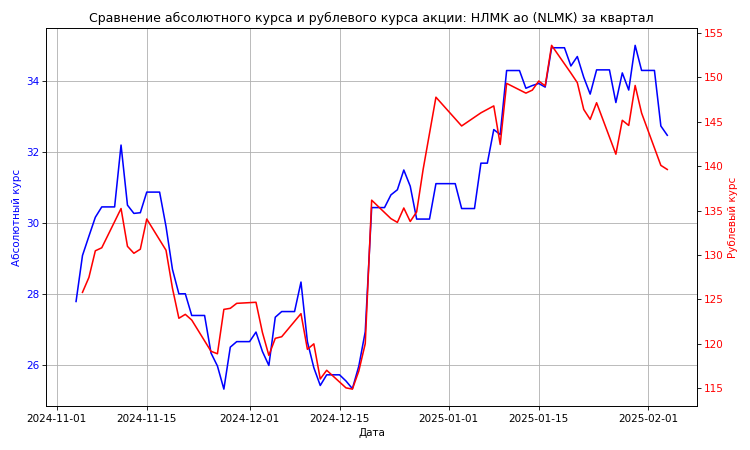 Сравнение абсолютного курса и рублевого курса акции: НЛМК ао (NLMK) за квартал
155
150
145
140
135
130
125
120
115
34
32
30
28
26
Абсолютный курс
Рублевый курс
2024-11-01 2024-11-15 2024-12-01 2024-12-15 2025-01-01 2025-01-15 2025-02-01
Дата